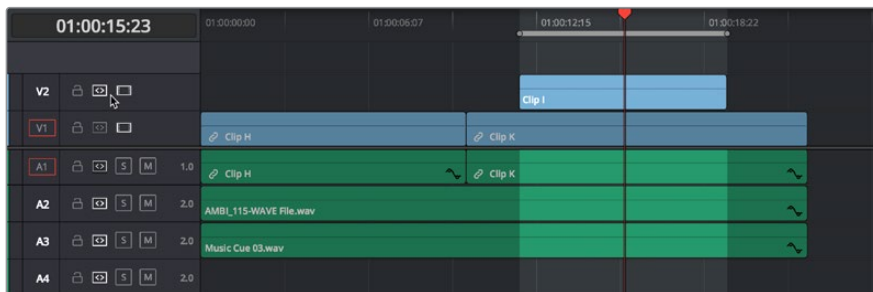 01:00:15:23 01:00:00:00 01:00:06:07 01:00:12:15 01:00:18:22
V2 Clip I
V1 Clip H Clip K
A1 S M 1.0 Clip H Clip K
A2 S M 2.0 AMBI_115-WAVE File.wav
A3 S M 2.0 Music Cue 03.wav
A4 S M 2.0